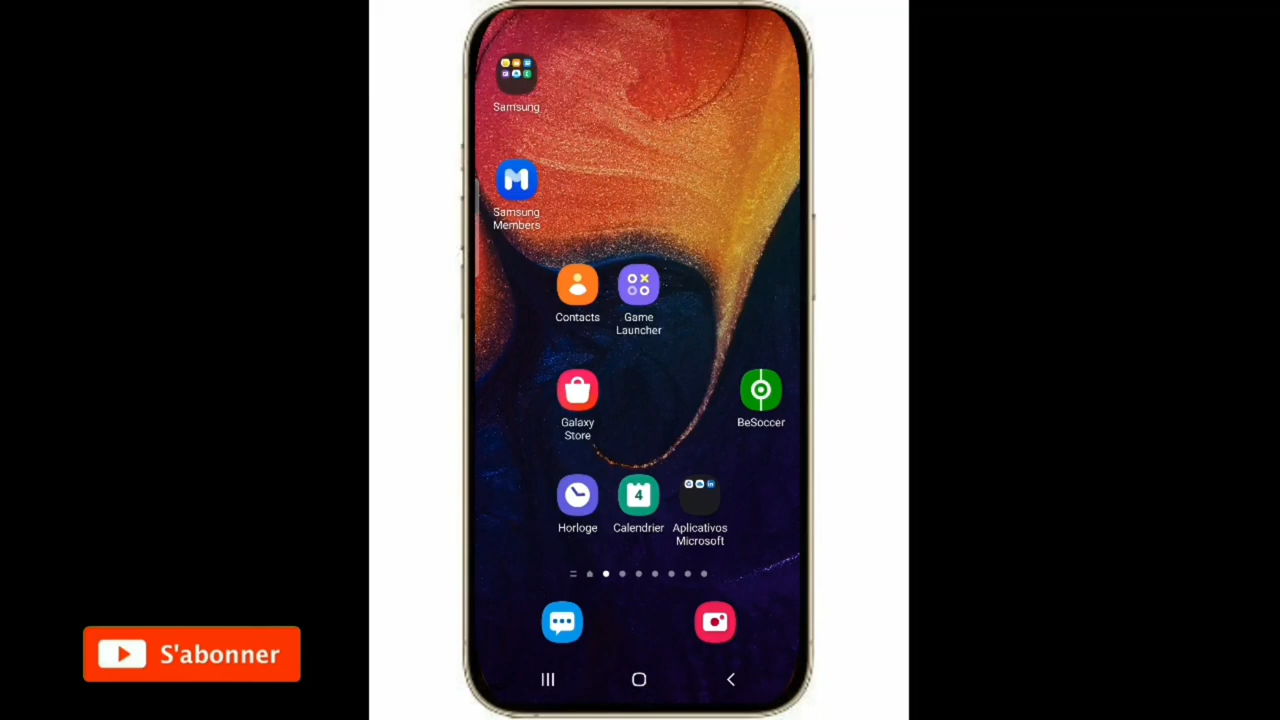 Samsung
Samsung
Members
Contacts
Game
Launcher
Galaxy
Store
BeSoccer
Horloge
4
Calendrier
Aplicativos
Microsoft
S'abonner